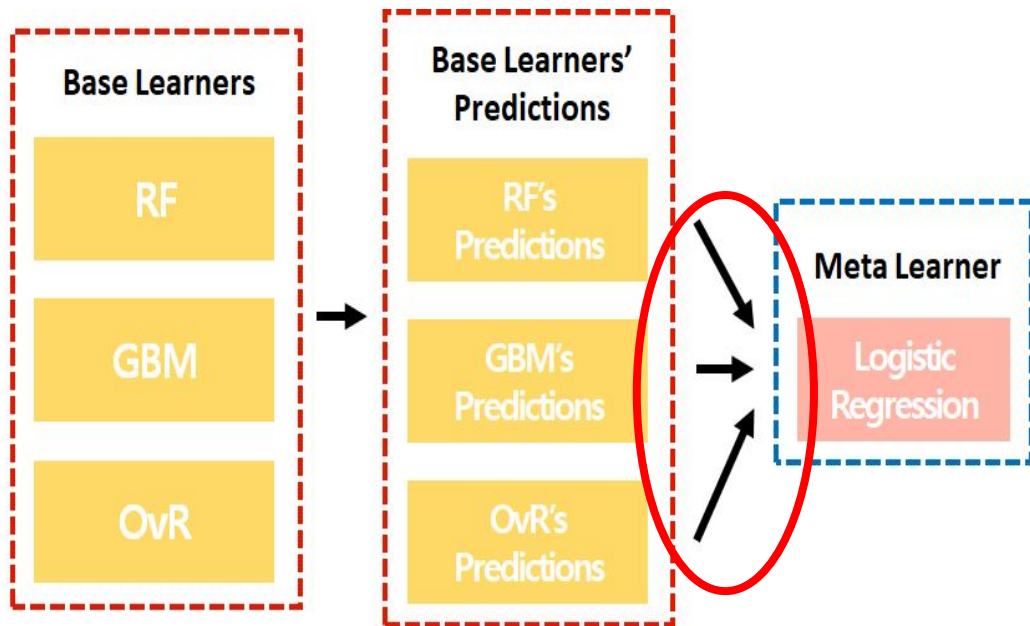 Base Learners
RF
GBM
OvR
Base Learners'
Predictions
RF's
Predictions
GBM's
Predictions
OvR's
Predictions
Meta Learner
Logistic
Regression